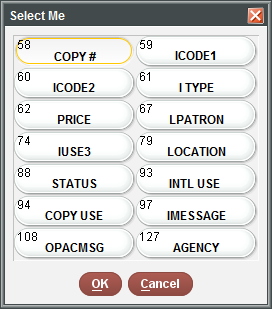 Select Me
58 COPY # 59 ICODE1
60 ICODE2 61 I TYPE
62 PRICE 67 LPATRON
74 IUSE3 79 LOCATION
88 STATUS 93 INTL USE
94 COPY USE 97 IMESSAGE
108 OPACMSG 127 AGENCY
OK Cancel